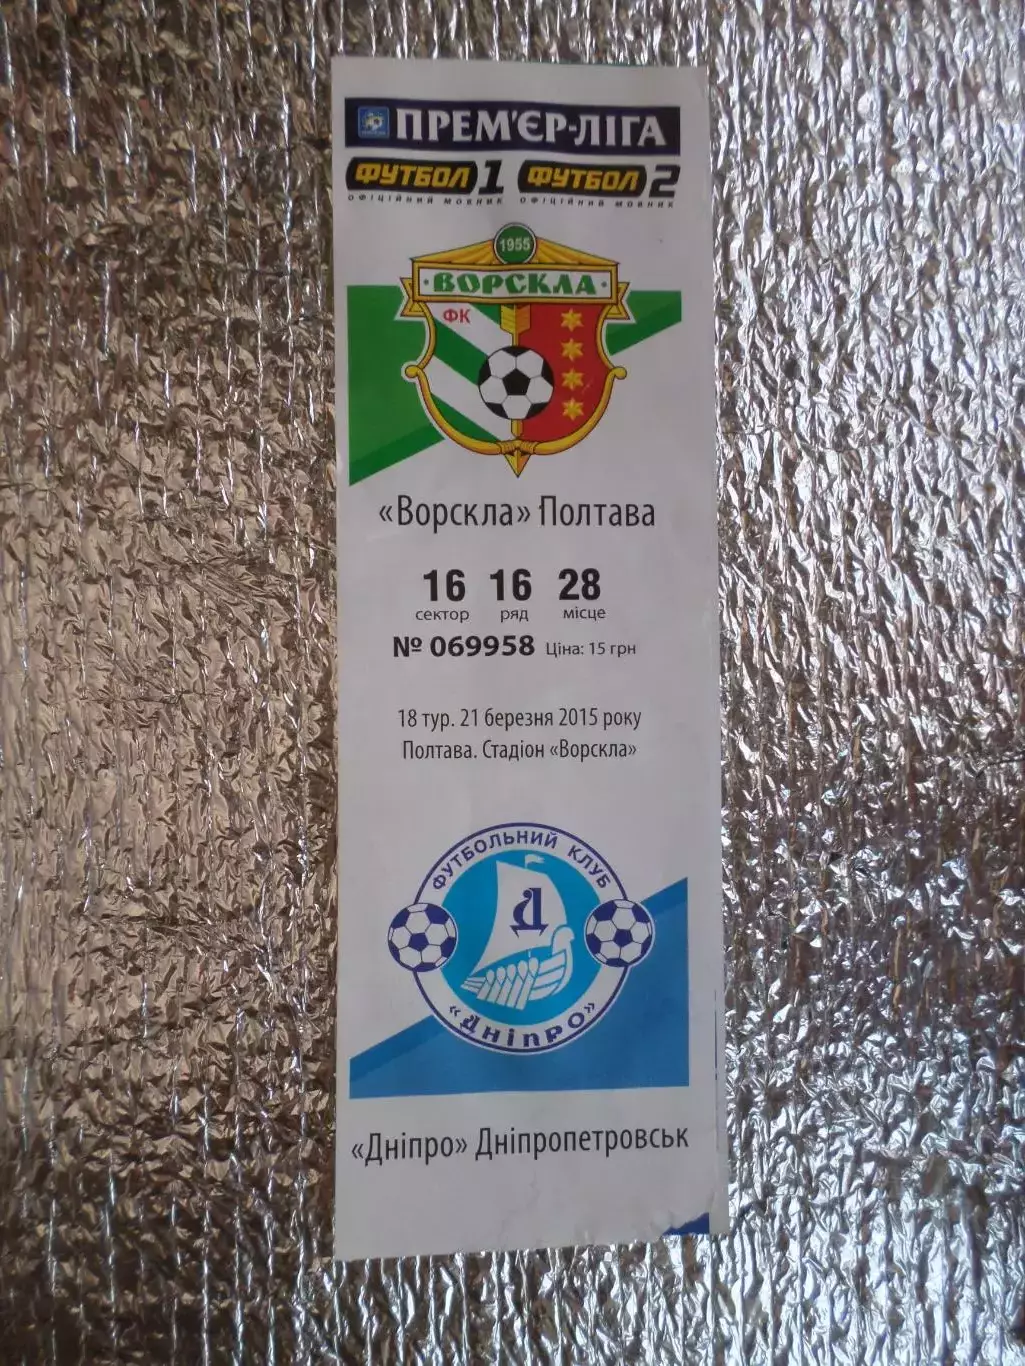 ПРЕМ'ЄР-ЛІГА
ФУТБОЛ 1 ФУТБОЛ 2
ОФІЦІЙНИЙ МОВНИК ОФІЦІЙНИЙ МОВНИК
1955
ВОРСКЛА
ФК
«Ворскла» Полтава
16 16 28
сектор ряд місце
№ 069958 Ціна: 15 грн
18 тур. 21 березня 2015 року
Полтава. Стадіон «Ворскла»
ФУТБОЛЬНИЙ КЛУБ
Д
«Дніпро»
«Дніпро» Дніпропетровськ